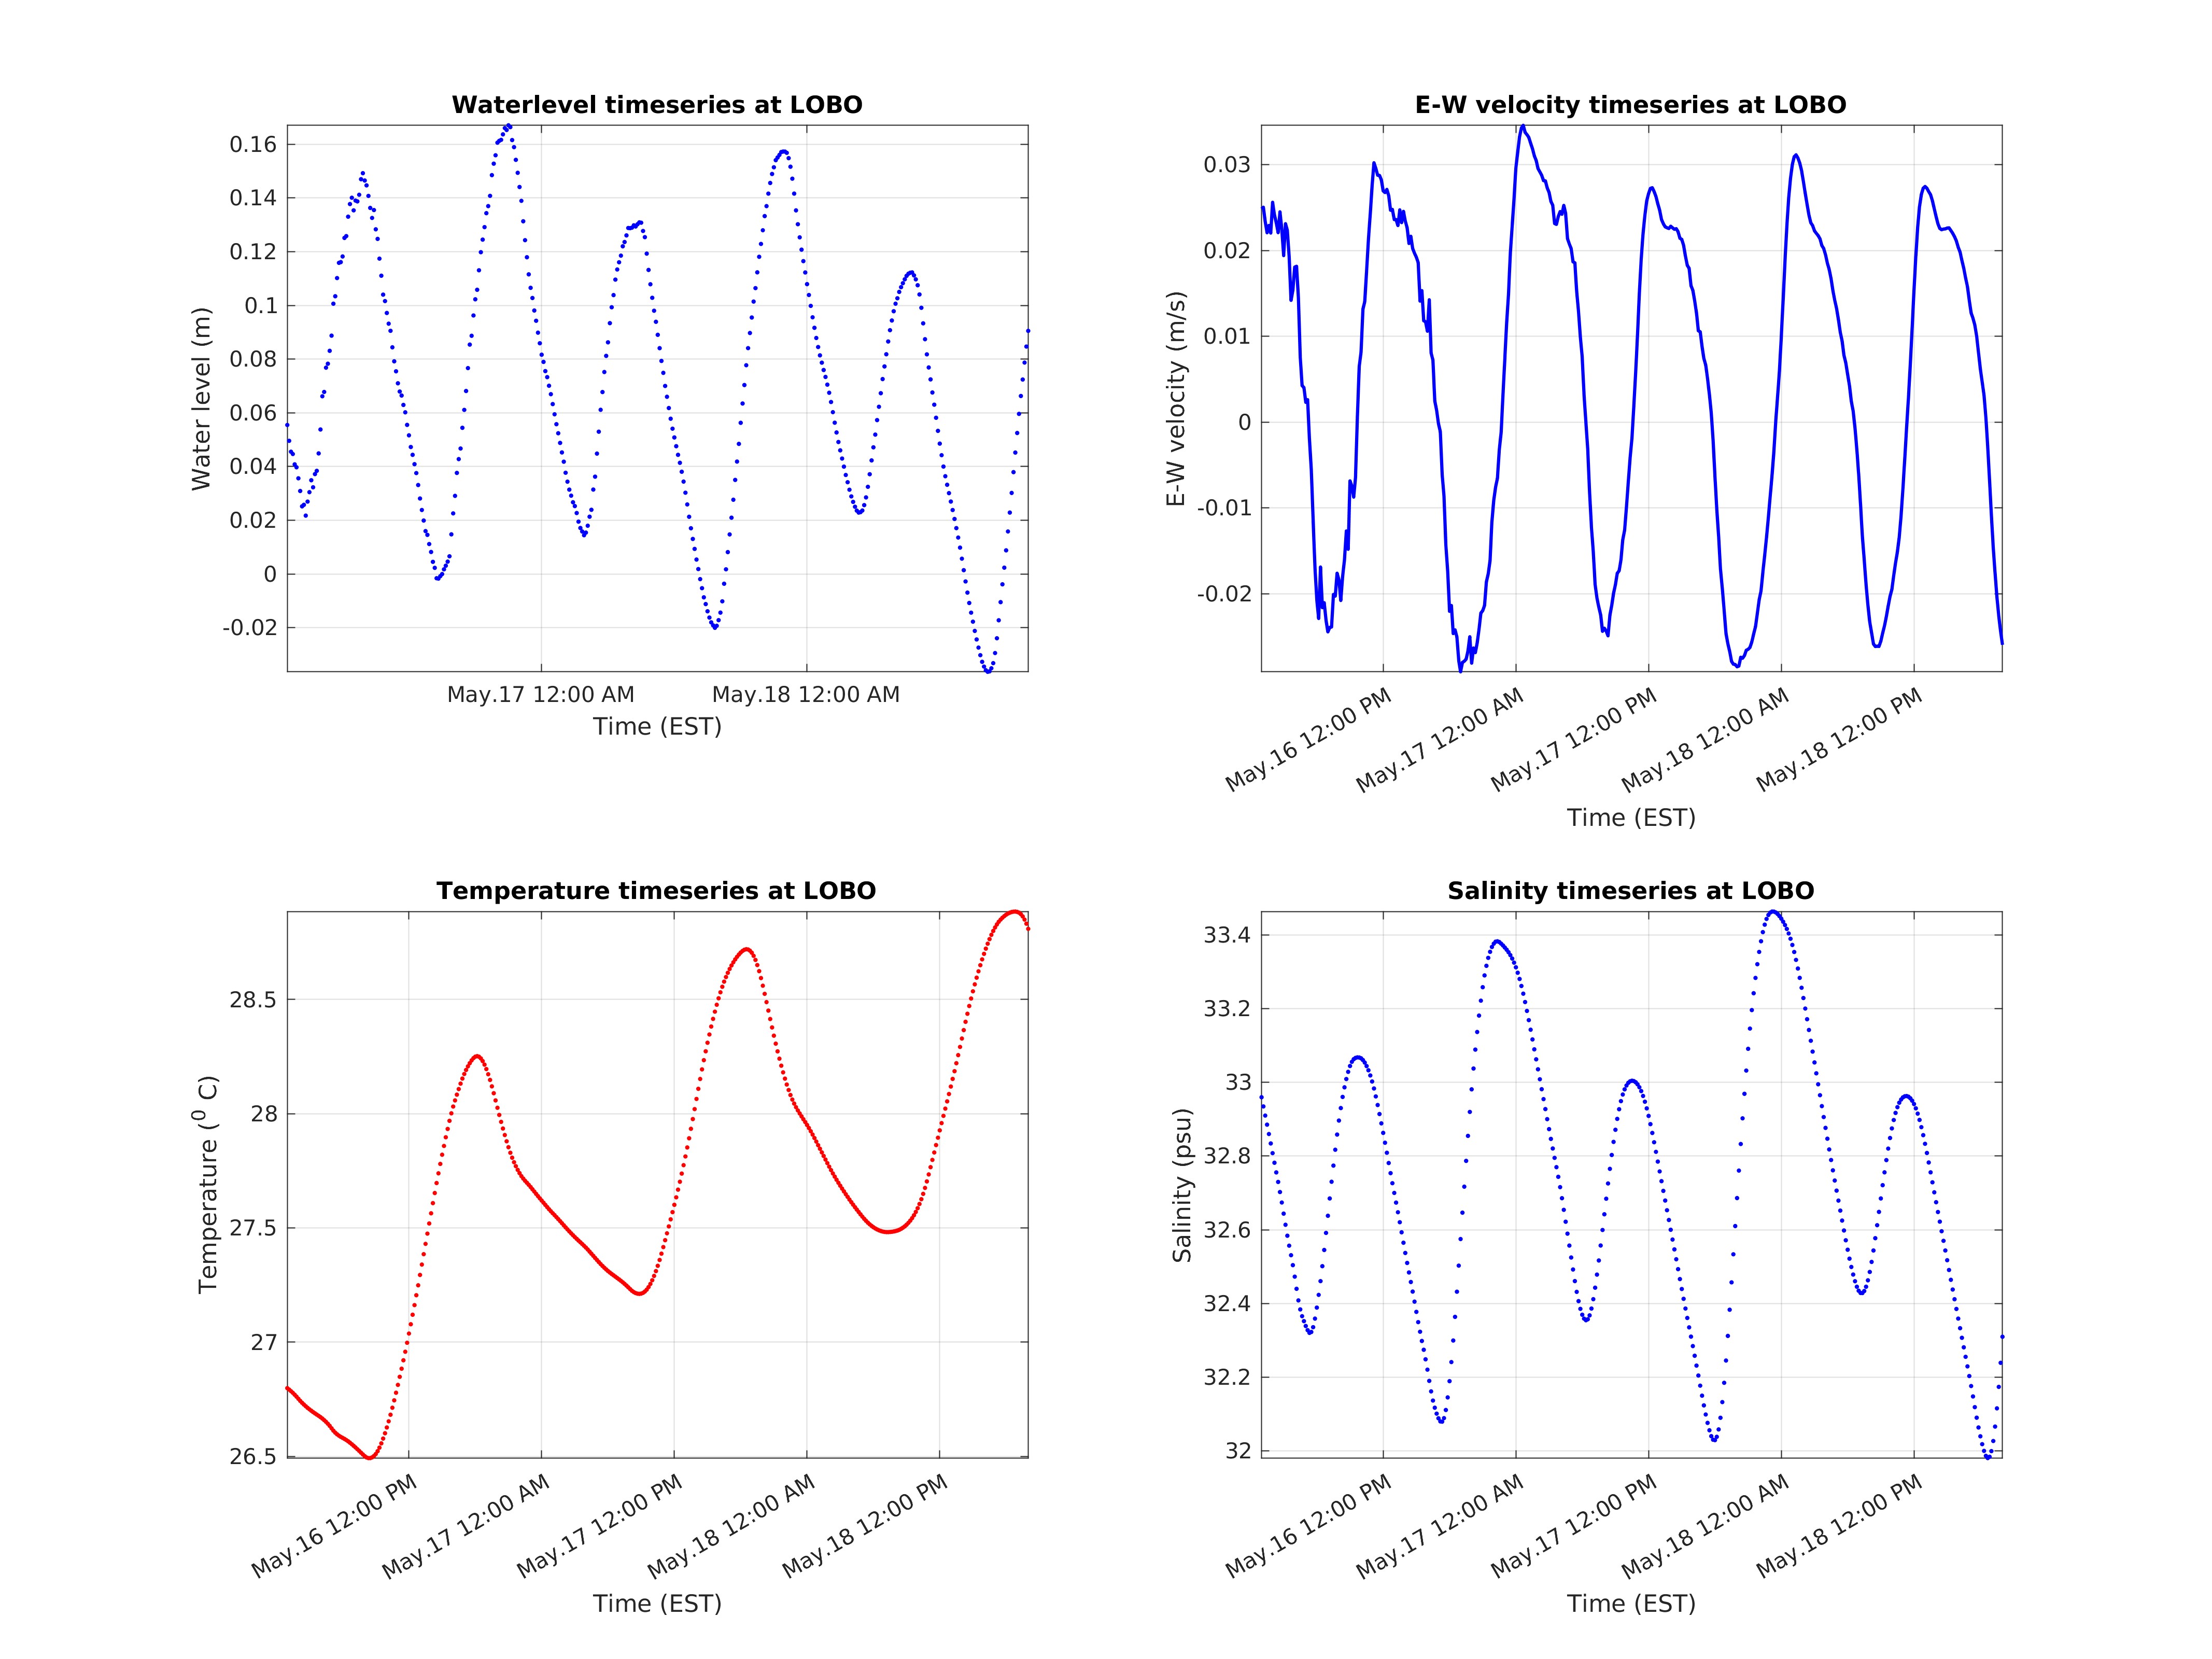 Waterlevel timeseries at LOBO
0.16
0.14
0.12
0.1
0.08
0.06
0.04
0.02
0
-0.02
Water level (m)
May.17 12:00 AM
May.18 12:00 AM
Time (EST)
E-W velocity timeseries at LOBO
0.03
0.02
0.01
0
-0.01
-0.02
E-W velocity (m/s)
May.16 12:00 PM
May.17 12:00 AM
May.17 12:00 PM
May.18 12:00 AM
May.18 12:00 PM
Time (EST)
Temperature timeseries at LOBO
28.5
28
27.5
27
26.5
Temperature (⁰ C)
May.16 12:00 PM
May.17 12:00 AM
May.17 12:00 PM
May.18 12:00 AM
May.18 12:00 PM
Time (EST)
Salinity timeseries at LOBO
33.4
33.2
33
32.8
32.6
32.4
32.2
32
Salinity (psu)
May.16 12:00 PM
May.17 12:00 AM
May.17 12:00 PM
May.18 12:00 AM
May.18 12:00 PM
Time (EST)